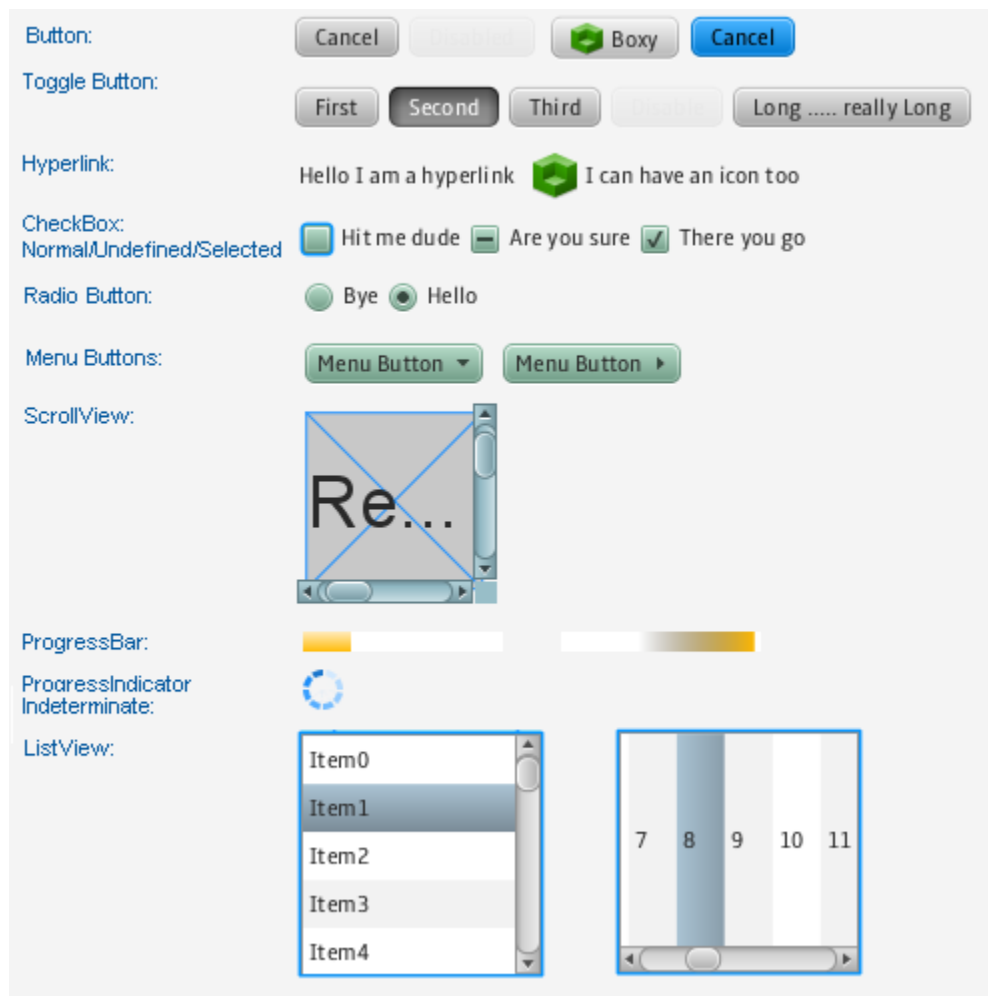 Button:
Cancel Disabled Boxy Cancel
Toggle Button:
First Second Third Disable Long ..... really Long
Hyperlink:
Hello I am a hyperlink I can have an icon too
CheckBox:
Normal/Undefined/Selected
Hit me dude Are you sure There you go
Radio Button:
Bye Hello
Menu Buttons:
Menu Button Menu Button
ScrollView:
Re...
ProgressBar:
ProgressIndicator
Indeterminate:
ListView:
Item0
Item1
Item2
Item3
Item4
7 8 9 10 11